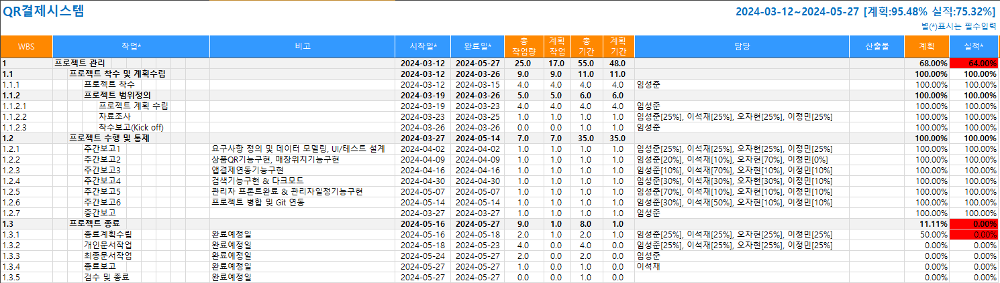 QR결제시스템 2024-03-12~2024-05-27 [계획:95.48% 실적:75.32%]
별(*)표시는 필수입력
WBS 작업* 비고 시작일* 완료일* 총 작업량 계획 작업 총 기간 계획 기간 담당 산출물 계획 실적*
1 프로젝트 관리 2024-03-12 2024-05-27 25.0 17.0 55.0 48.0 68.00% 64.00%
1.1 프로젝트 착수 및 계획수립 2024-03-12 2024-03-26 9.0 9.0 11.0 11.0 100.00% 100.00%
1.1.1 프로젝트 착수 2024-03-12 2024-03-15 4.0 4.0 4.0 4.0 임성준 100.00% 100.00%
1.1.2 프로젝트 범위정의 2024-03-19 2024-03-26 5.0 5.0 6.0 6.0 100.00% 100.00%
1.1.2.1 프로젝트 계획 수립 2024-03-19 2024-03-23 4.0 4.0 4.0 4.0 임성준 100.00% 100.00%
1.1.2.2 자료조사 2024-03-23 2024-03-25 1.0 1.0 1.0 1.0 임성준[25%], 이석재[25%], 오자현[25%], 이정민[25%] 100.00% 100.00%
1.1.2.3 착수보고(Kick off) 2024-03-26 2024-03-26 0.0 0.0 1.0 1.0 임성준 100.00% 100.00%
1.2 프로젝트 수행 및 통제 2024-03-27 2024-05-14 7.0 7.0 35.0 35.0 100.00% 100.00%
1.2.1 주간보고1 요구사항 정의 및 데이터 모델링, UI/테스트 설계 2024-04-02 2024-04-02 1.0 1.0 1.0 1.0 임성준[25%], 이석재[25%], 오자현[25%], 이정민[25%] 100.00% 100.00%
1.2.2 주간보고2 상품QR기능구현, 매장위치기능구현 2024-04-09 2024-04-09 1.0 1.0 1.0 1.0 임성준[20%], 이석재[10%], 오자현[70%], 이정민[0%] 100.00% 100.00%
1.2.3 주간보고3 앱결제연동기능구현 2024-04-16 2024-04-16 1.0 1.0 1.0 1.0 임성준[10%], 이석재[70%], 오자현[10%], 이정민[10%] 100.00% 100.00%
1.2.4 주간보고4 검색기능구현 & 다크모드 2024-04-30 2024-04-30 1.0 1.0 1.0 1.0 임성준[30%], 이석재[30%], 오자현[30%], 이정민[10%] 100.00% 100.00%
1.2.5 주간보고5 관리자 프론트완료 & 관리자일정기능구현 2024-05-07 2024-05-07 1.0 1.0 1.0 1.0 임성준[70%], 이석재[10%], 오자현[10%], 이정민[10%] 100.00% 100.00%
1.2.6 주간보고6 프로젝트 병합 및 Git 연동 2024-05-14 2024-05-14 1.0 1.0 1.0 1.0 임성준[30%], 이석재[50%], 오자현[10%], 이정민[10%] 100.00% 100.00%
1.2.7 중간보고 2024-03-27 2024-03-27 1.0 1.0 1.0 1.0 임성준 100.00% 100.00%
1.3 프로젝트 종료 2024-05-16 2024-05-27 9.0 1.0 8.0 1.0 11.11% 0.00%
1.3.1 종료계획수립 완료예정일 2024-05-16 2024-05-18 2.0 1.0 2.0 1.0 임성준[25%], 이석재[25%], 오자현[25%], 이정민[25%] 50.00% 0.00%
1.3.2 개인문서작업 완료예정일 2024-05-18 2024-05-23 4.0 0.0 4.0 0.0 임성준[25%], 이석재[25%], 오자현[25%], 이정민[25%] 0.00% 0.00%
1.3.3 최종문서작업 완료예정일 2024-05-24 2024-05-27 2.0 0.0 2.0 0.0 임성준 0.00% 0.00%
1.3.4 종료보고 완료예정일 2024-05-27 2024-05-27 1.0 0.0 1.0 0.0 이석재 0.00% 0.00%
1.3.5 검수 및 종료 완료예정일 2024-05-27 2024-05-27 0.0 0.0 1.0 0.0 0.00% 0.00%